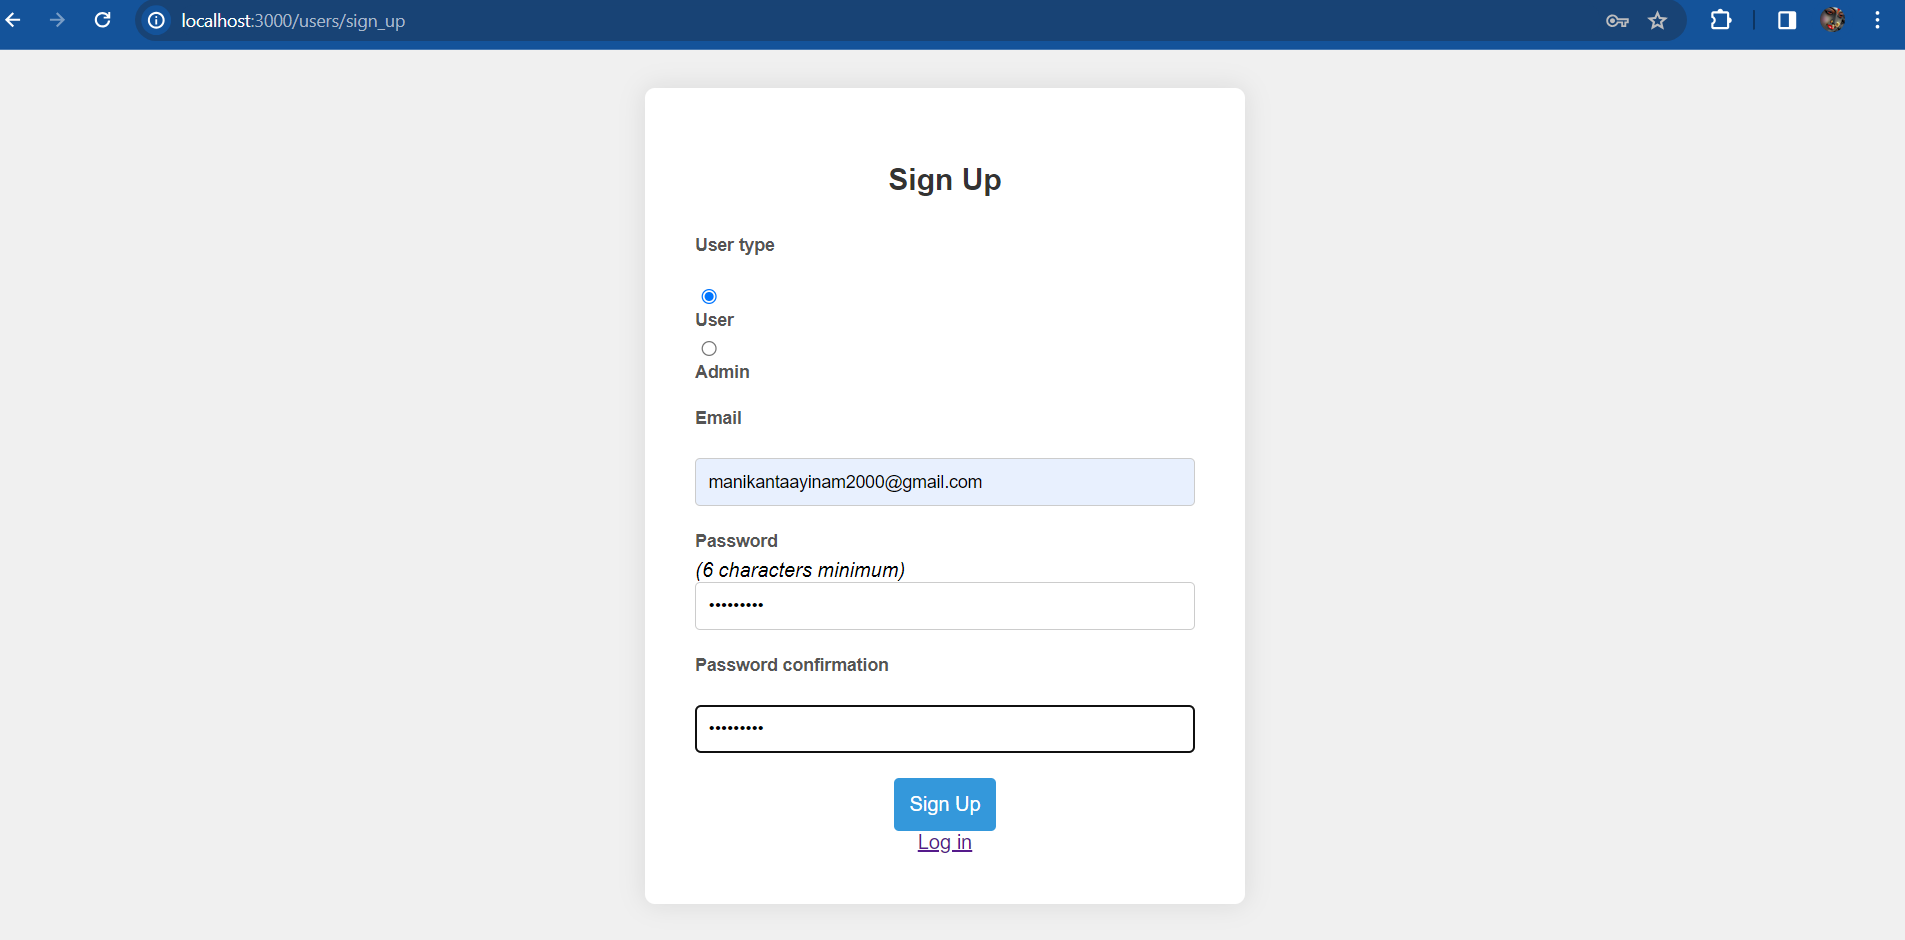 localhost:3000/users/sign_up
Sign Up
User type
User
Admin
Email
manikantaayinam2000@gmail.com
Password
(6 characters minimum)
•••••••••
Password confirmation
•••••••••
Sign Up
Log in